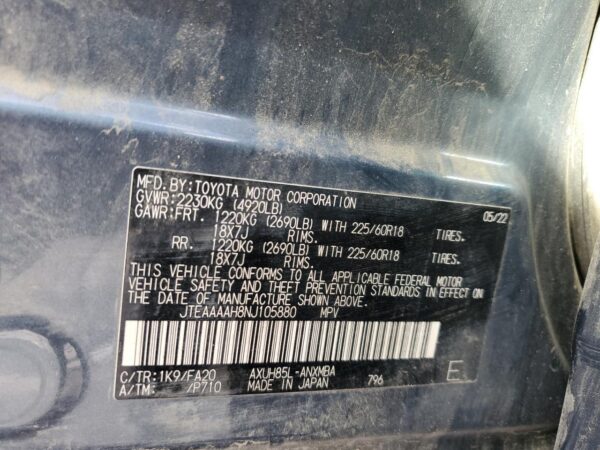 MFD.BY:TOYOTA MOTOR CORPORATION
GVWR:2230KG (4920LB) 05/22
GAWR:FRT. 1220KG (2690LB) WITH 225/60R18 TIRES.
18X7J RIMS.
RR. 1220KG (2690LB) WITH 225/60R18 TIRES.
18X7J RIMS.
THIS VEHICLE CONFORMS TO ALL APPLICABLE FEDERAL MOTOR
VEHICLE SAFETY AND THEFT PREVENTION STANDARDS IN EFFECT
ON THE DATE OF MANUFACTURE SHOWN ABOVE.
JTEAAAAH8NJ105880 MPV
C/TR:1K9/FA20 AXUH85L-ANXMBA
A/TM: /P710 MADE IN JAPAN 796 E